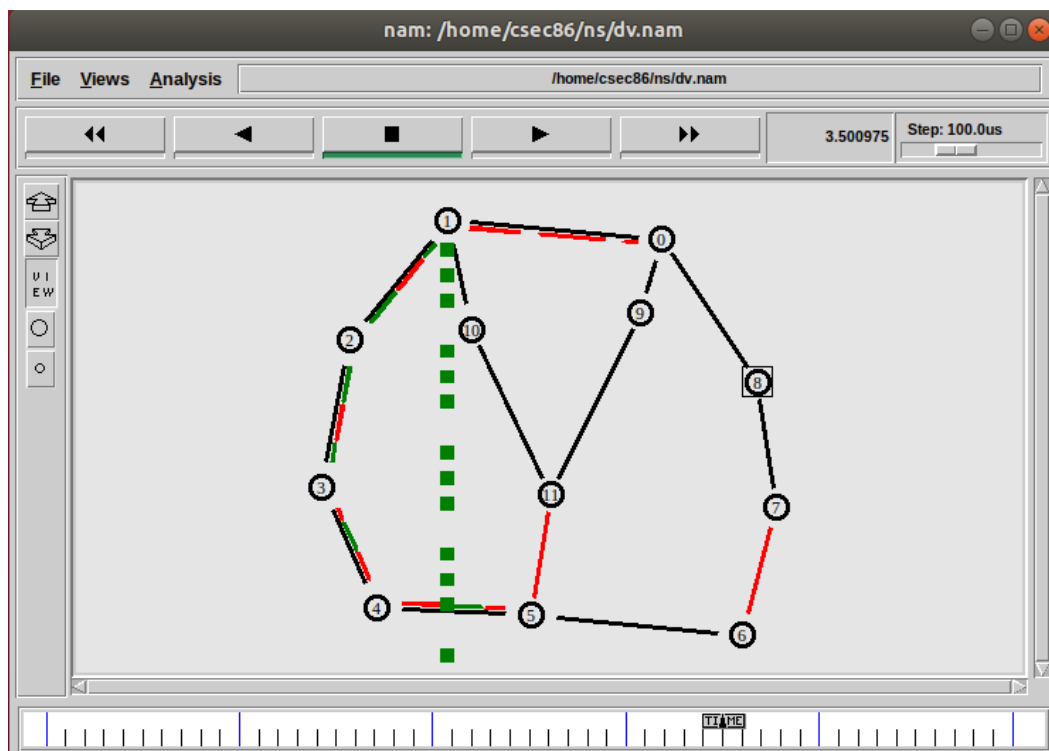 nam: /home/csec86/ns/dv.nam
File Views Analysis /home/csec86/ns/dv.nam
3.500975 Step: 100.0us
VIEW
1
0
9
10
2
8
3
11
7
4
5
6
TIME